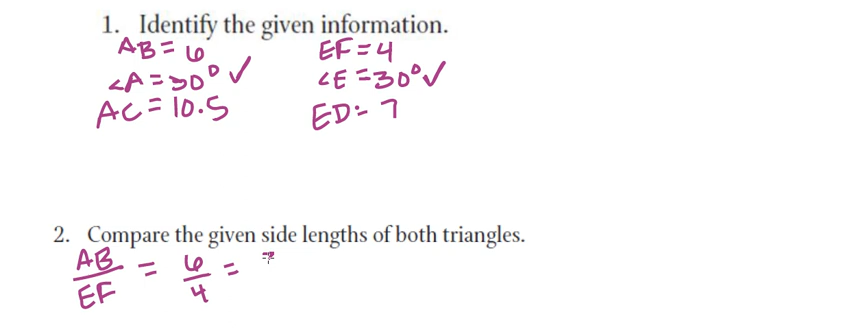 1. Identify the given information.
AB = 6 EF = 4
∠A = 30° ✓ ∠E = 30° ✓
AC = 10.5 ED = 7
2. Compare the given side lengths of both triangles.
AB/EF = 6/4 =